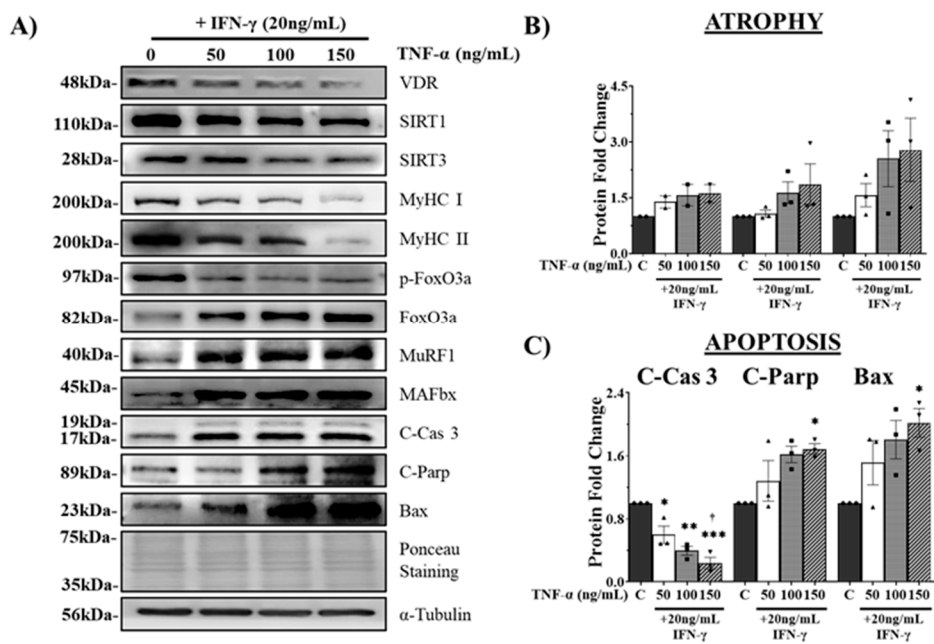 A)
+ IFN-γ (20ng/mL)
0 50 100 150 TNF-α (ng/mL)
48kDa- VDR
110kDa- SIRT1
28kDa- SIRT3
200kDa- MyHC I
200kDa- MyHC II
97kDa- p-FoxO3a
82kDa- FoxO3a
40kDa- MuRF1
45kDa- MAFbx
19kDa-
17kDa- C-Cas 3
89kDa- C-Parp
23kDa- Bax
75kDa-
Ponceau
Staining
35kDa-
56kDa- α-Tubulin
B)
ATROPHY
Protein Fold Change
4.5
3.0
1.5
0.0
C 50 100 150 C 50 100 150 C 50 100 150
TNF-α (ng/mL)
+20ng/mL +20ng/mL +20ng/mL
IFN-γ IFN-γ IFN-γ
C)
APOPTOSIS
C-Cas 3 C-Parp Bax
Protein Fold Change
2.4
1.6
0.8
0.0
* ** † *** * *
C 50 100 150 C 50 100 150 C 50 100 150
TNF-α (ng/mL)
+20ng/mL +20ng/mL +20ng/mL
IFN-γ IFN-γ IFN-γ